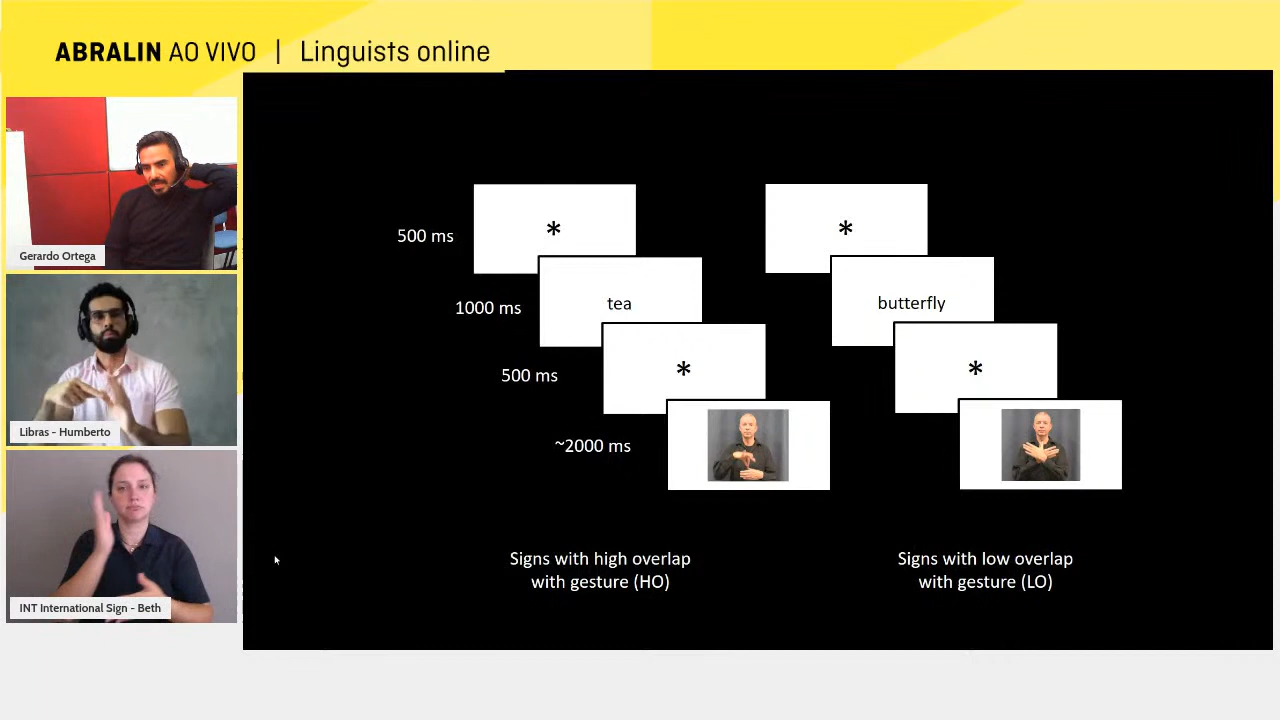 ABRALIN AO VIVO | Linguists online
Gerardo Ortega
Libras - Humberto
INT International Sign - Beth
*
*
500 ms
tea
butterfly
1000 ms
*
*
500 ms
~2000 ms
Signs with high overlap
with gesture (HO)
Signs with low overlap
with gesture (LO)